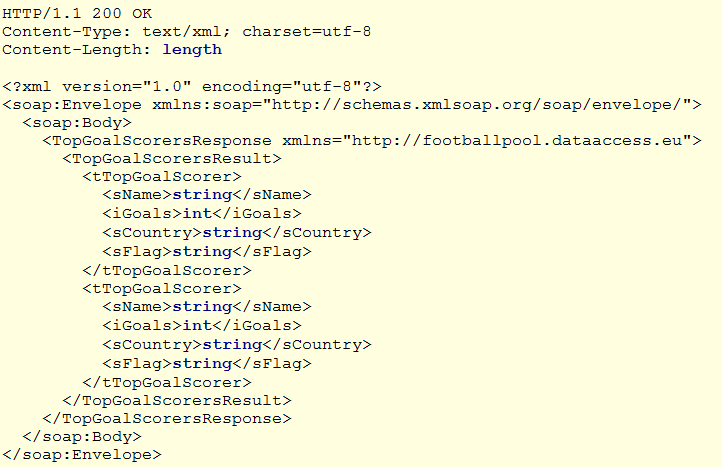 HTTP/1.1 200 OK
Content-Type: text/xml; charset=utf-8
Content-Length: length

<?xml version="1.0" encoding="utf-8"?>
<soap:Envelope xmlns:soap="http://schemas.xmlsoap.org/soap/envelope/">
  <soap:Body>
    <TopGoalScorersResponse xmlns="http://footballpool.dataaccess.eu">
      <TopGoalScorersResult>
        <tTopGoalScorer>
          <sName>string</sName>
          <iGoals>int</iGoals>
          <sCountry>string</sCountry>
          <sFlag>string</sFlag>
        </tTopGoalScorer>
        <tTopGoalScorer>
          <sName>string</sName>
          <iGoals>int</iGoals>
          <sCountry>string</sCountry>
          <sFlag>string</sFlag>
        </tTopGoalScorer>
      </TopGoalScorersResult>
    </TopGoalScorersResponse>
  </soap:Body>
</soap:Envelope>